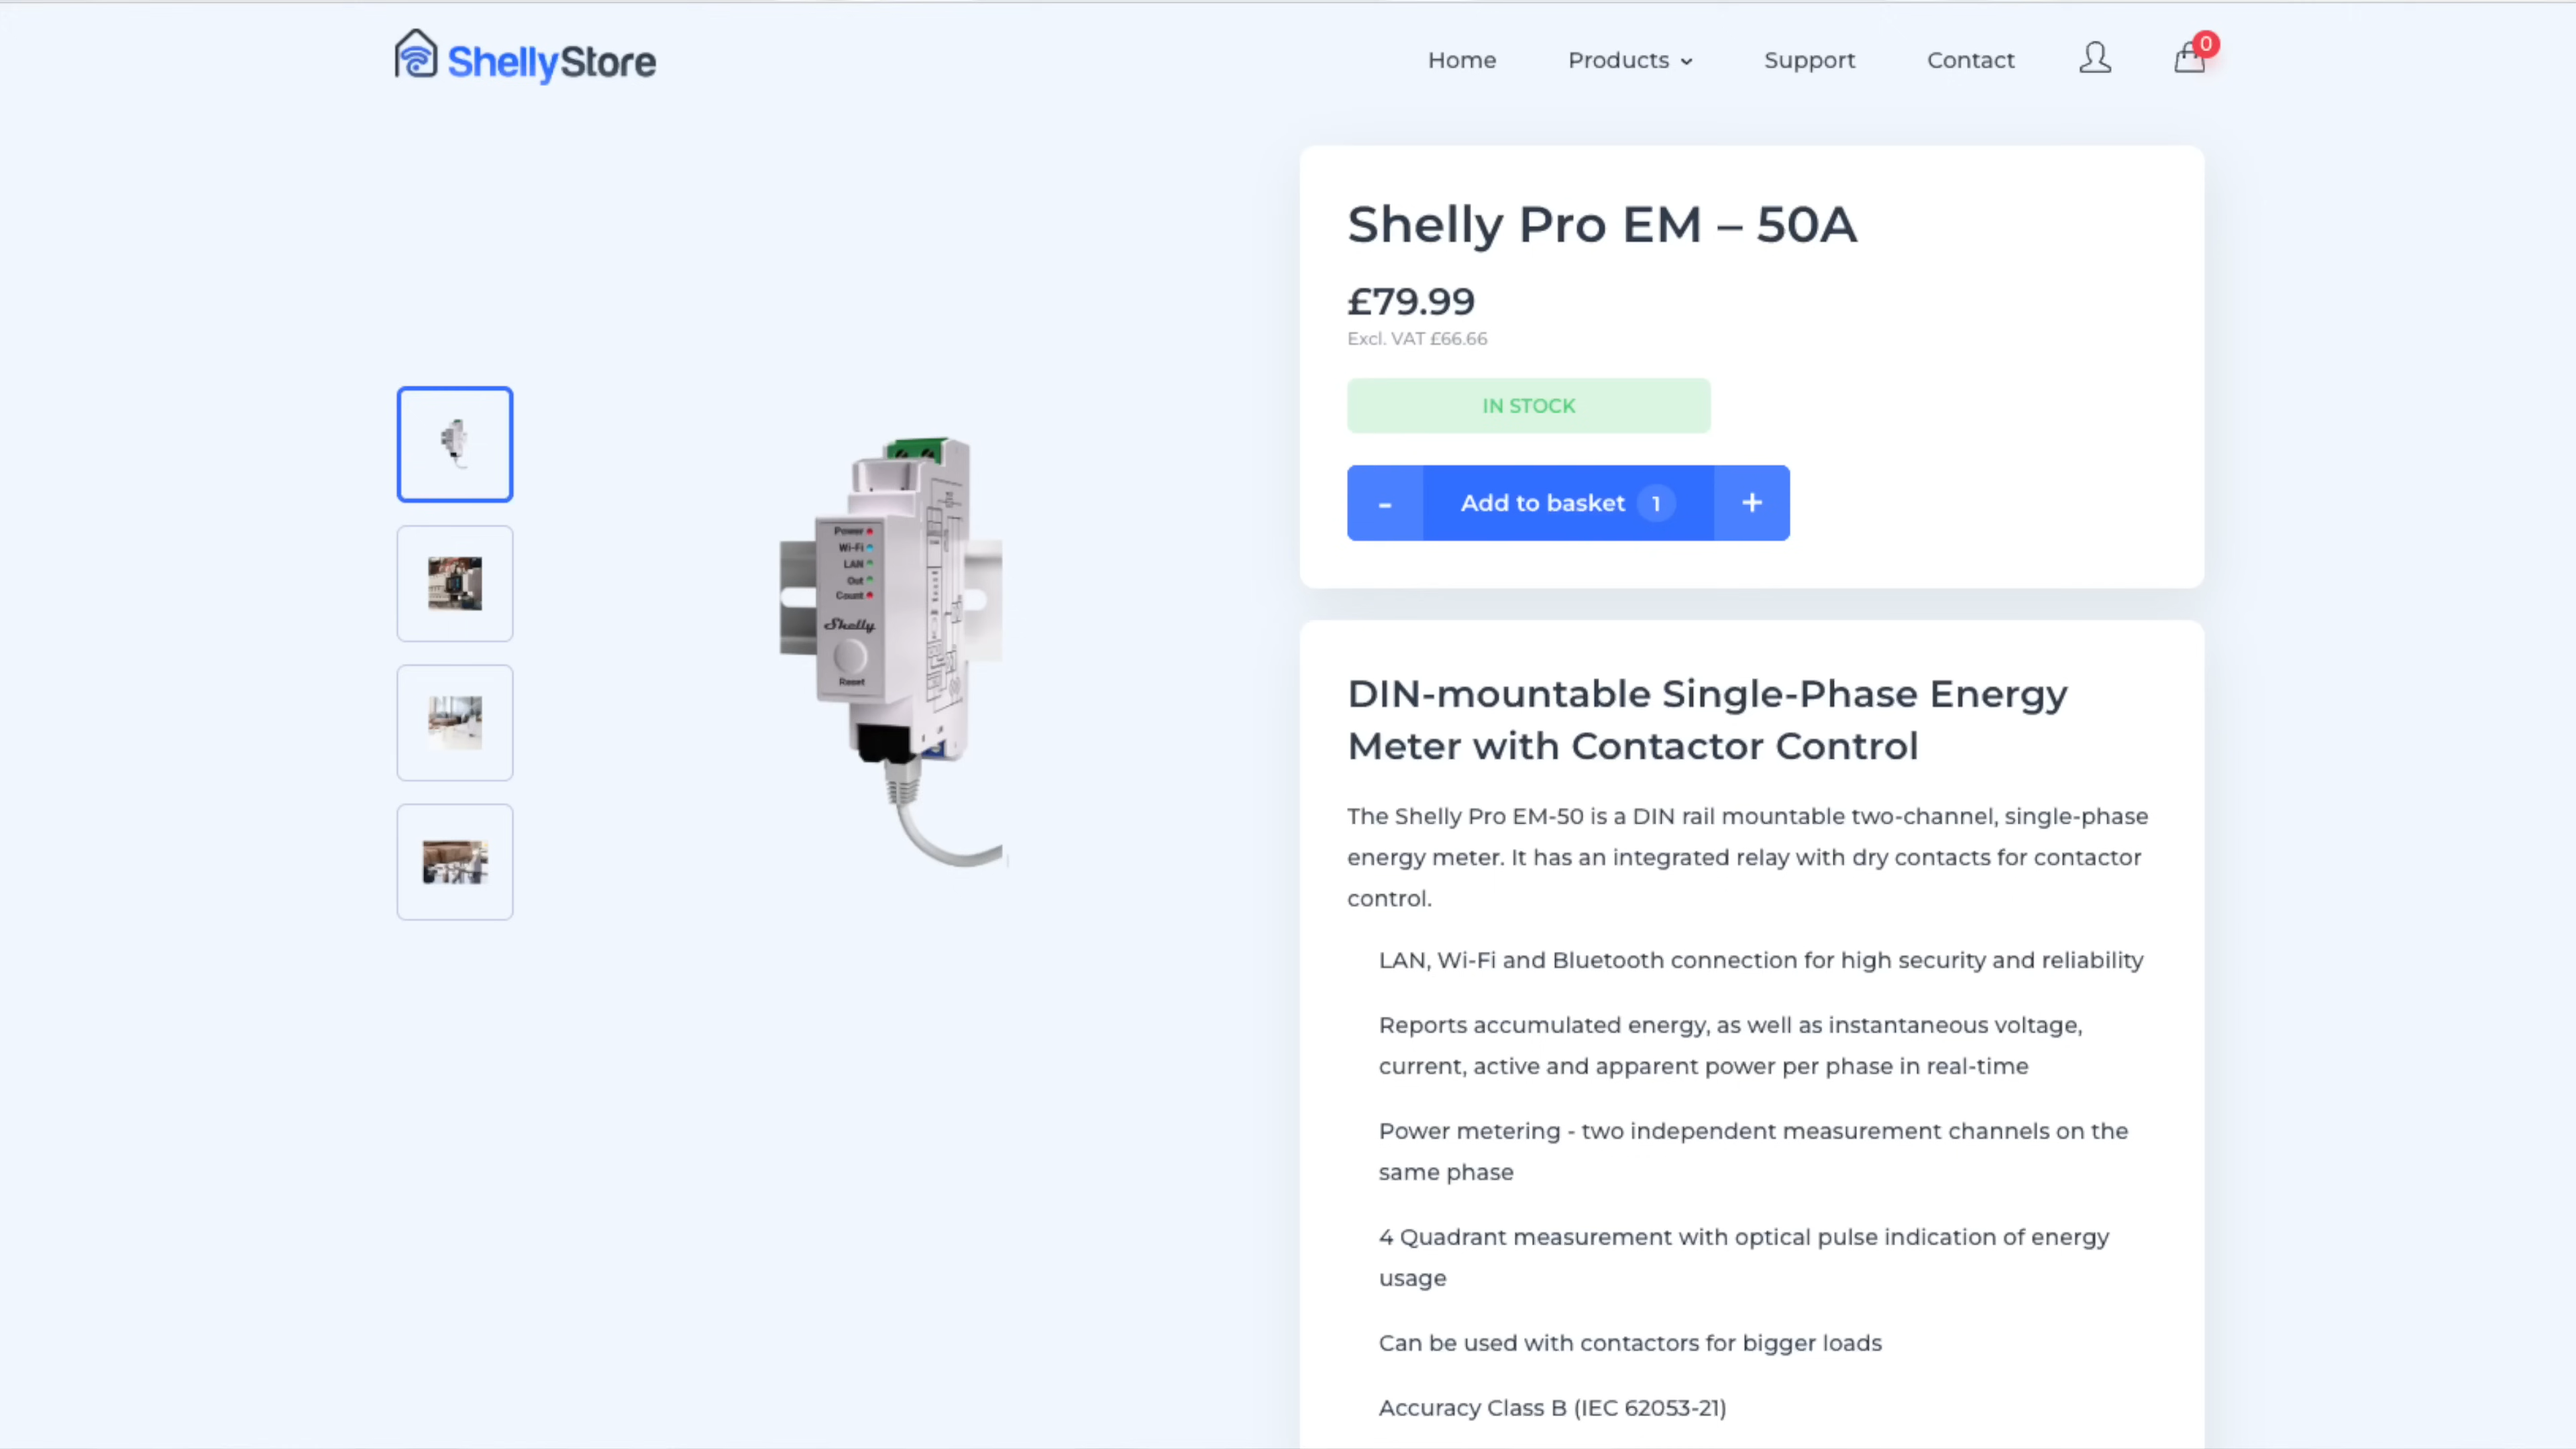 ShellyStore
Home
Products
Support
Contact
0
Shelly Pro EM – 50A
£79.99
Excl. VAT £66.66
IN STOCK
- Add to basket 1 +
Power
Wi-Fi
LAN
Out
Count
Shelly
Reset
DIN-mountable Single-Phase Energy
Meter with Contactor Control
The Shelly Pro EM-50 is a DIN rail mountable two-channel, single-phase
energy meter. It has an integrated relay with dry contacts for contactor
control.
LAN, Wi-Fi and Bluetooth connection for high security and reliability
Reports accumulated energy, as well as instantaneous voltage,
current, active and apparent power per phase in real-time
Power metering - two independent measurement channels on the
same phase
4 Quadrant measurement with optical pulse indication of energy
usage
Can be used with contactors for bigger loads
Accuracy Class B (IEC 62053-21)